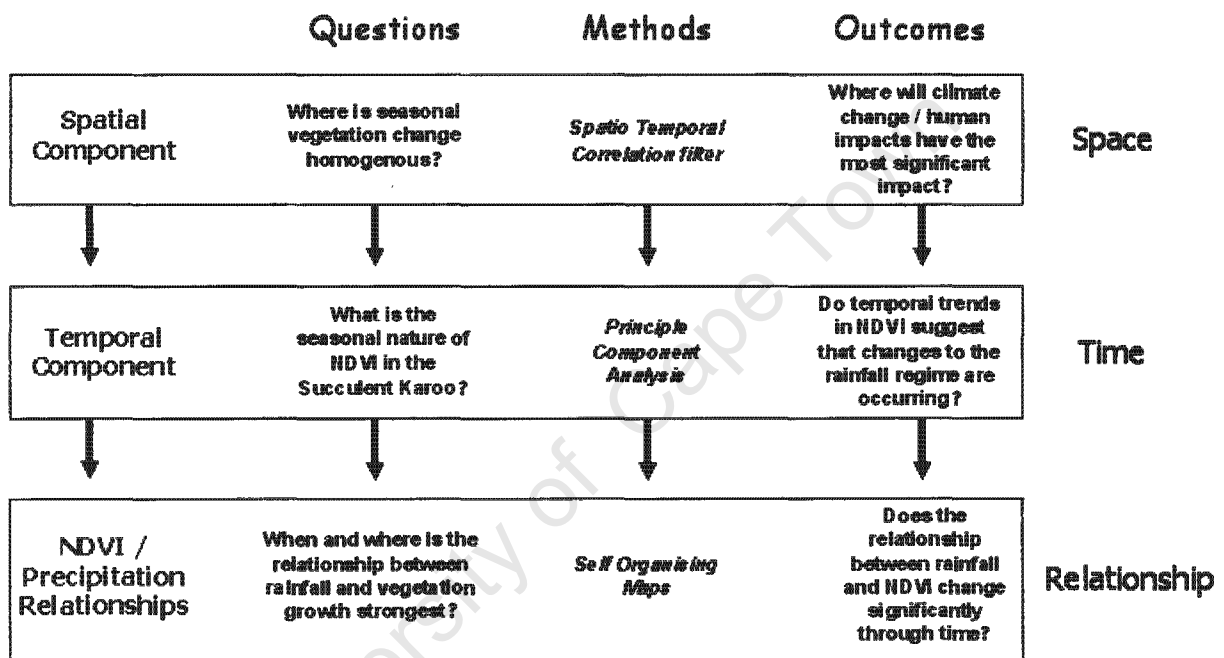 Questions Methods Outcomes
Spatial
Component
Where is seasonal
vegetation change
homogenous?
Spatio Temporal
Correlation filter
Where will climate
change / human
impacts have the
most significant
impact?
Space
Temporal
Component
What is the
seasonal nature of
NDVI in the
Succulent Karoo?
Principle
Component
Analysis
Do temporal trends
in NDVI suggest
that changes to the
rainfall regime are
occurring?
Time
NDVI /
Precipitation
Relationships
When and where is the
relationship between
rainfall and vegetation
growth strongest?
Self Organising
Maps
Does the
relationship
between rainfall
and NDVI change
significantly
through time?
Relationship
ersity of Cape Town